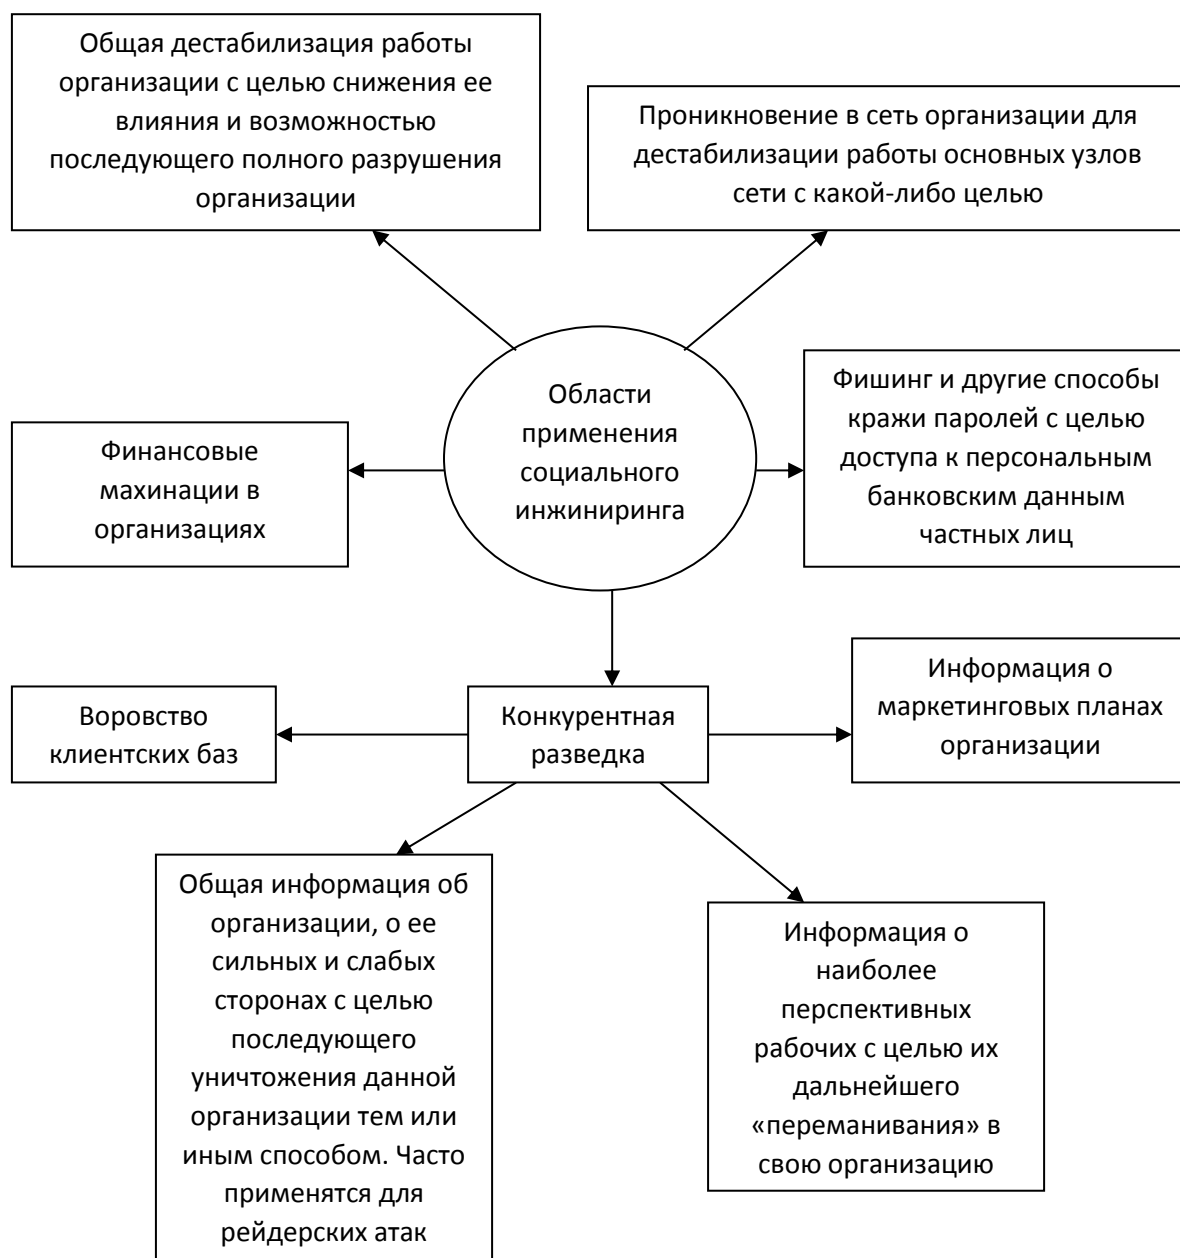 Общая дестабилизация работы
организации с целью снижения ее
влияния и возможностью
последующего полного разрушения
организации
Проникновение в сеть организации для
дестабилизации работы основных узлов
сети с какой-либо целью
Области
применения
социального
инжиниринга
Финансовые
махинации в
организациях
Фишинг и другие способы
кражи паролей с целью
доступа к персональным
банковским данным
частных лиц
Воровство
клиентских баз
Конкурентная
разведка
Информация о
маркетинговых планах
организации
Общая информация об
организации, о ее
сильных и слабых
сторонах с целью
последующего
уничтожения данной
организации тем или
иным способом. Часто
применятся для
рейдерских атак
Информация о
наиболее
перспективных
рабочих с целью их
дальнейшего
«переманивания» в
свою организацию